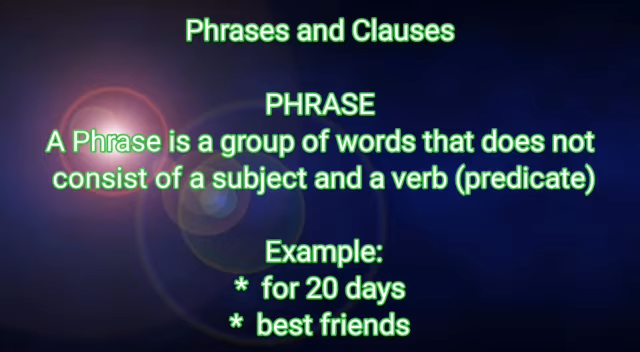 Phrases and Clauses
PHRASE
A Phrase is a group of words that does not
consist of a subject and a verb (predicate)
Example:
* for 20 days
* best friends